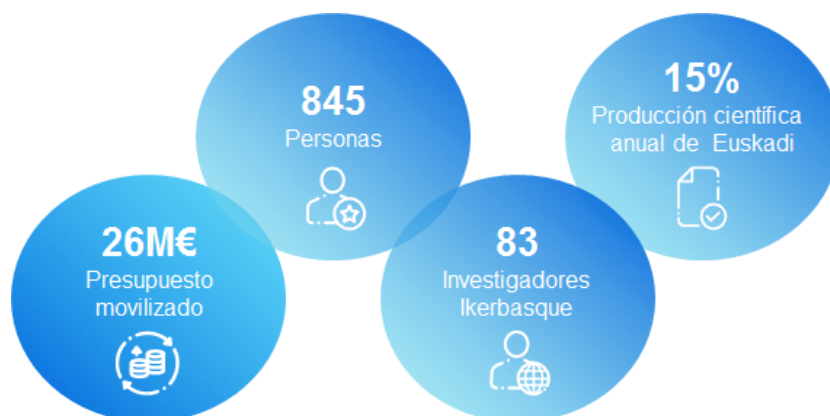 26M€
Presupuesto
movilizado
845
Personas
83
Investigadores
Ikerbasque
15%
Producción científica
anual de Euskadi